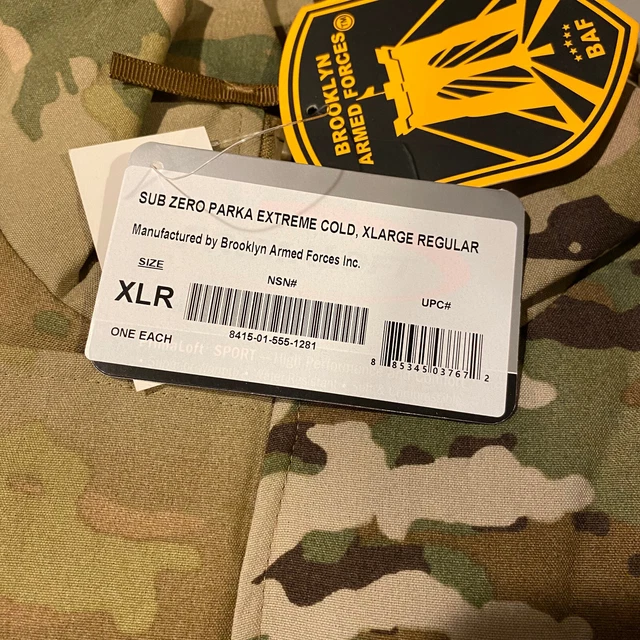 BROOKLYN
ARMED FORCES
BAF
SUB ZERO PARKA EXTREME COLD, XLARGE REGULAR
Manufactured by Brooklyn Armed Forces Inc.
SIZE
NSN#
XLR
UPC#
8415-01-555-1281
ONE EACH
8 85345 03767 2
SPORT